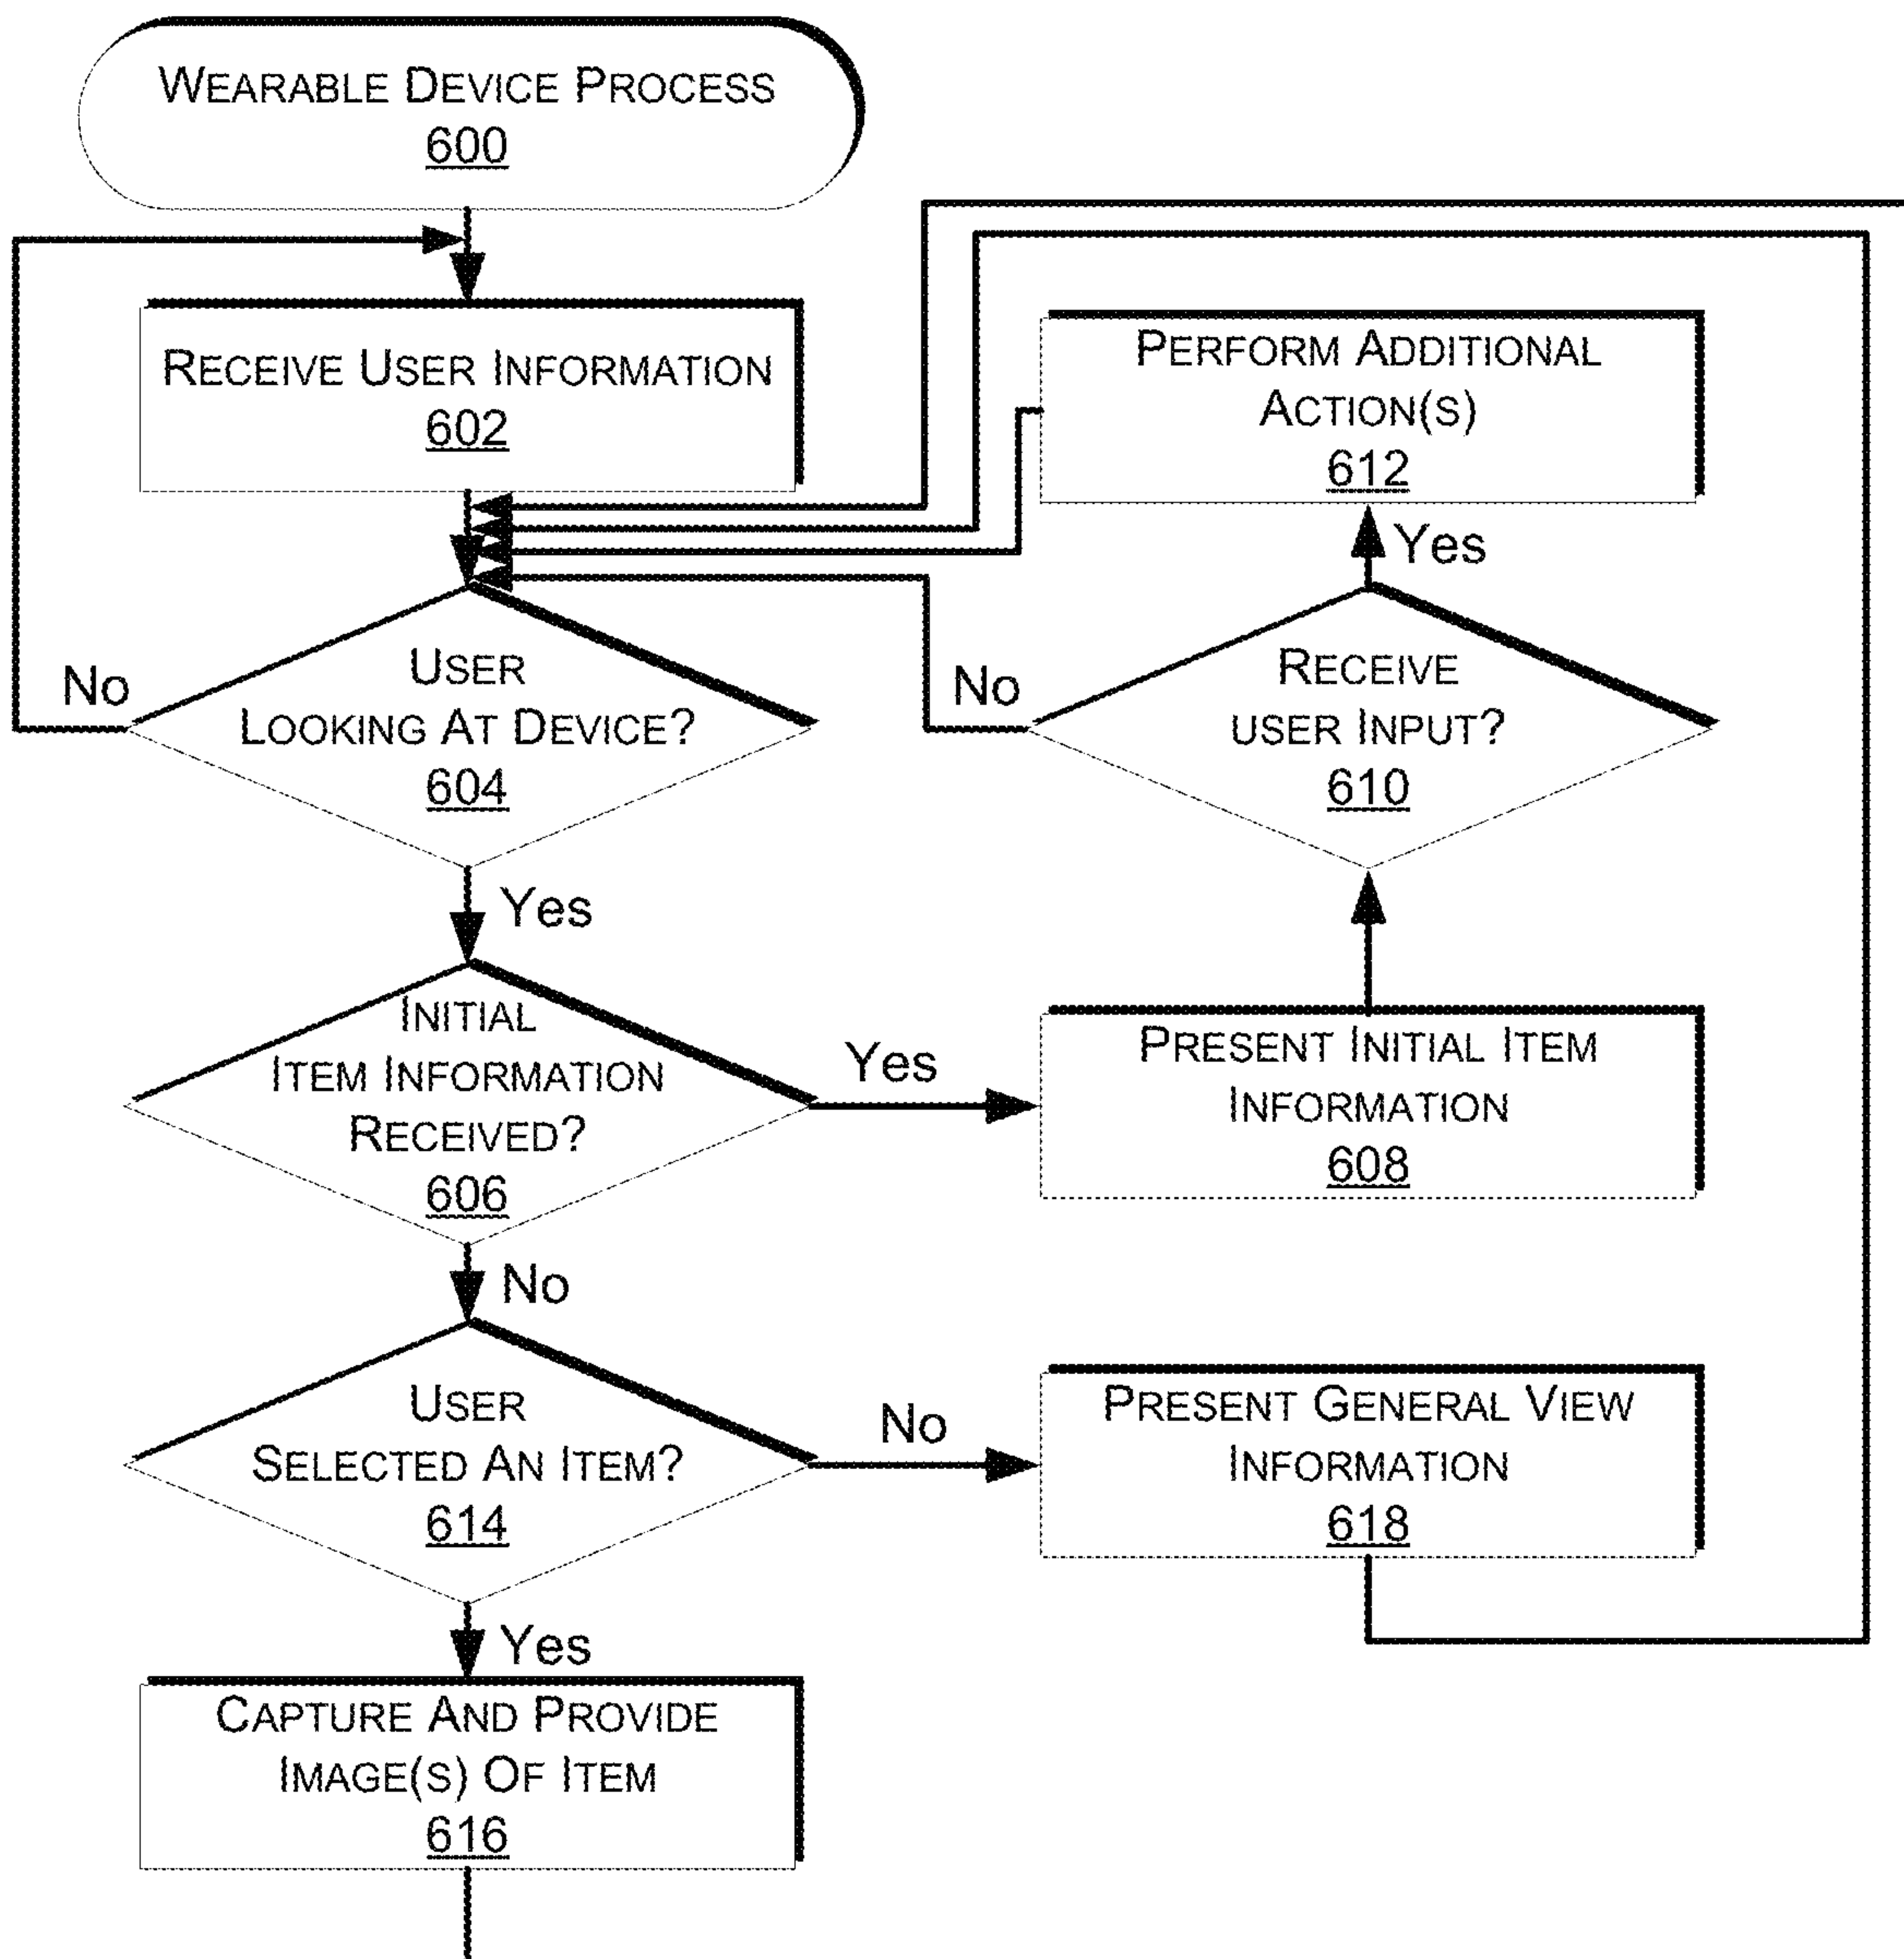 WEARABLE DEVICE PROCESS
600
RECEIVE USER INFORMATION
602
PERFORM ADDITIONAL
ACTION(S)
612
Yes
No
USER
LOOKING AT DEVICE?
604
No
RECEIVE
USER INPUT?
610
Yes
INITIAL
ITEM INFORMATION
RECEIVED?
606
Yes
PRESENT INITIAL ITEM
INFORMATION
608
No
USER
SELECTED AN ITEM?
614
No
PRESENT GENERAL VIEW
INFORMATION
618
Yes
CAPTURE AND PROVIDE
IMAGE(S) OF ITEM
616